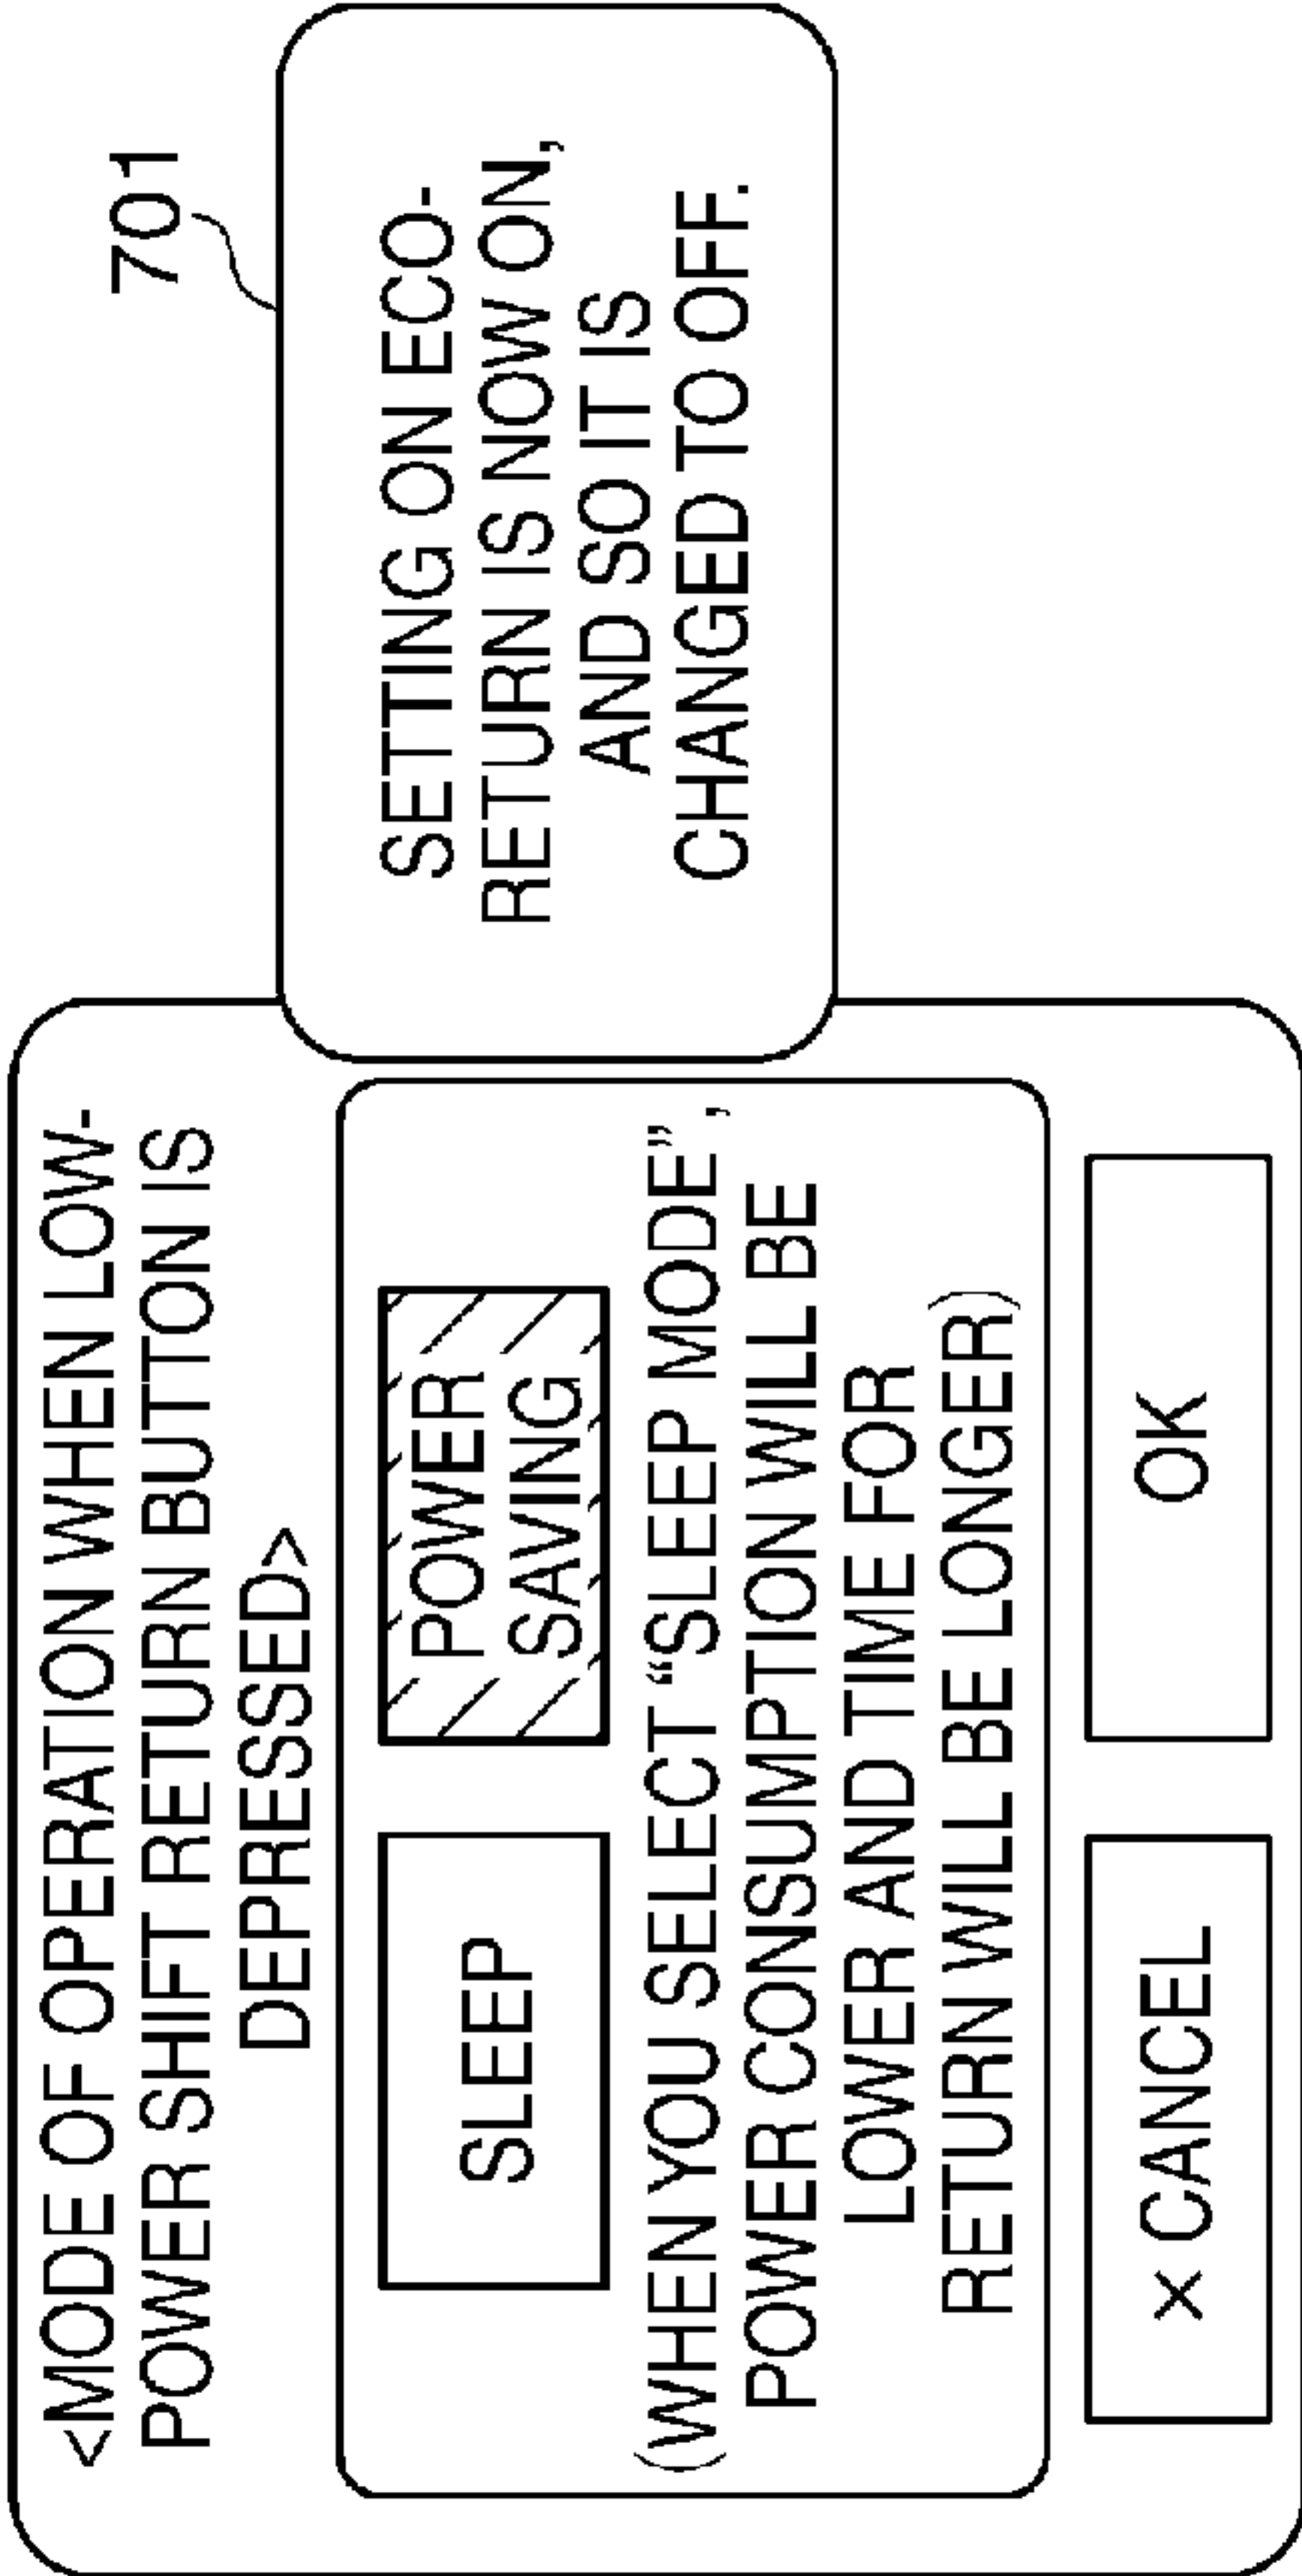 <MODE OF OPERATION WHEN LOW-
POWER SHIFT RETURN BUTTON IS
DEPRESSED>
SLEEP
POWER
SAVING
(WHEN YOU SELECT “SLEEP MODE”,
POWER CONSUMPTION WILL BE
LOWER AND TIME FOR
RETURN WILL BE LONGER)
× CANCEL
OK
701
SETTING ON ECO-
RETURN IS NOW ON,
AND SO IT IS
CHANGED TO OFF.